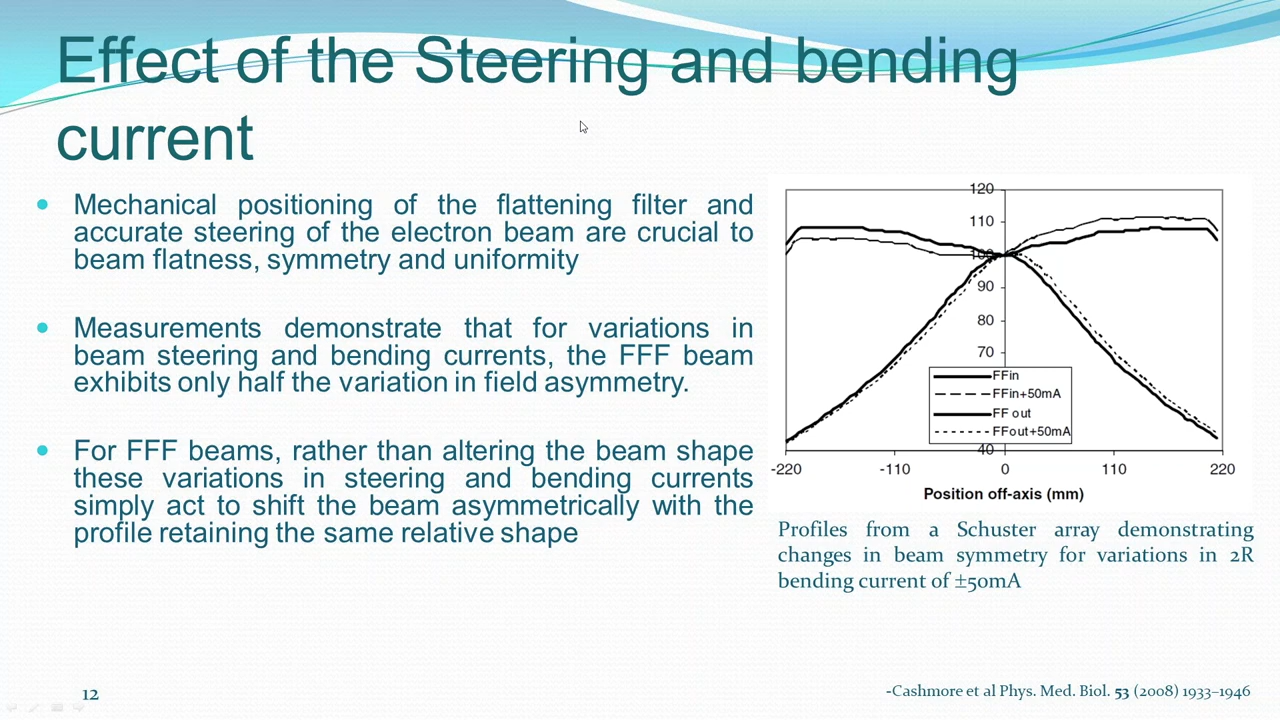 Effect of the Steering and bending
current
Mechanical positioning of the flattening filter and
accurate steering of the electron beam are crucial to
beam flatness, symmetry and uniformity
Measurements demonstrate that for variations in
beam steering and bending currents, the FFF beam
exhibits only half the variation in field asymmetry.
For FFF beams, rather than altering the beam shape
these variations in steering and bending currents
simply act to shift the beam asymmetrically with the
profile retaining the same relative shape
120
110
100
90
80
70
FFin
FFin+50mA
FF out
FFout+50mA
40
-220 -110 0 110 220
Position off-axis (mm)
Profiles from a Schuster array demonstrating
changes in beam symmetry for variations in 2R
bending current of ±50mA
12
-Cashmore et al Phys. Med. Biol. 53 (2008) 1933–1946